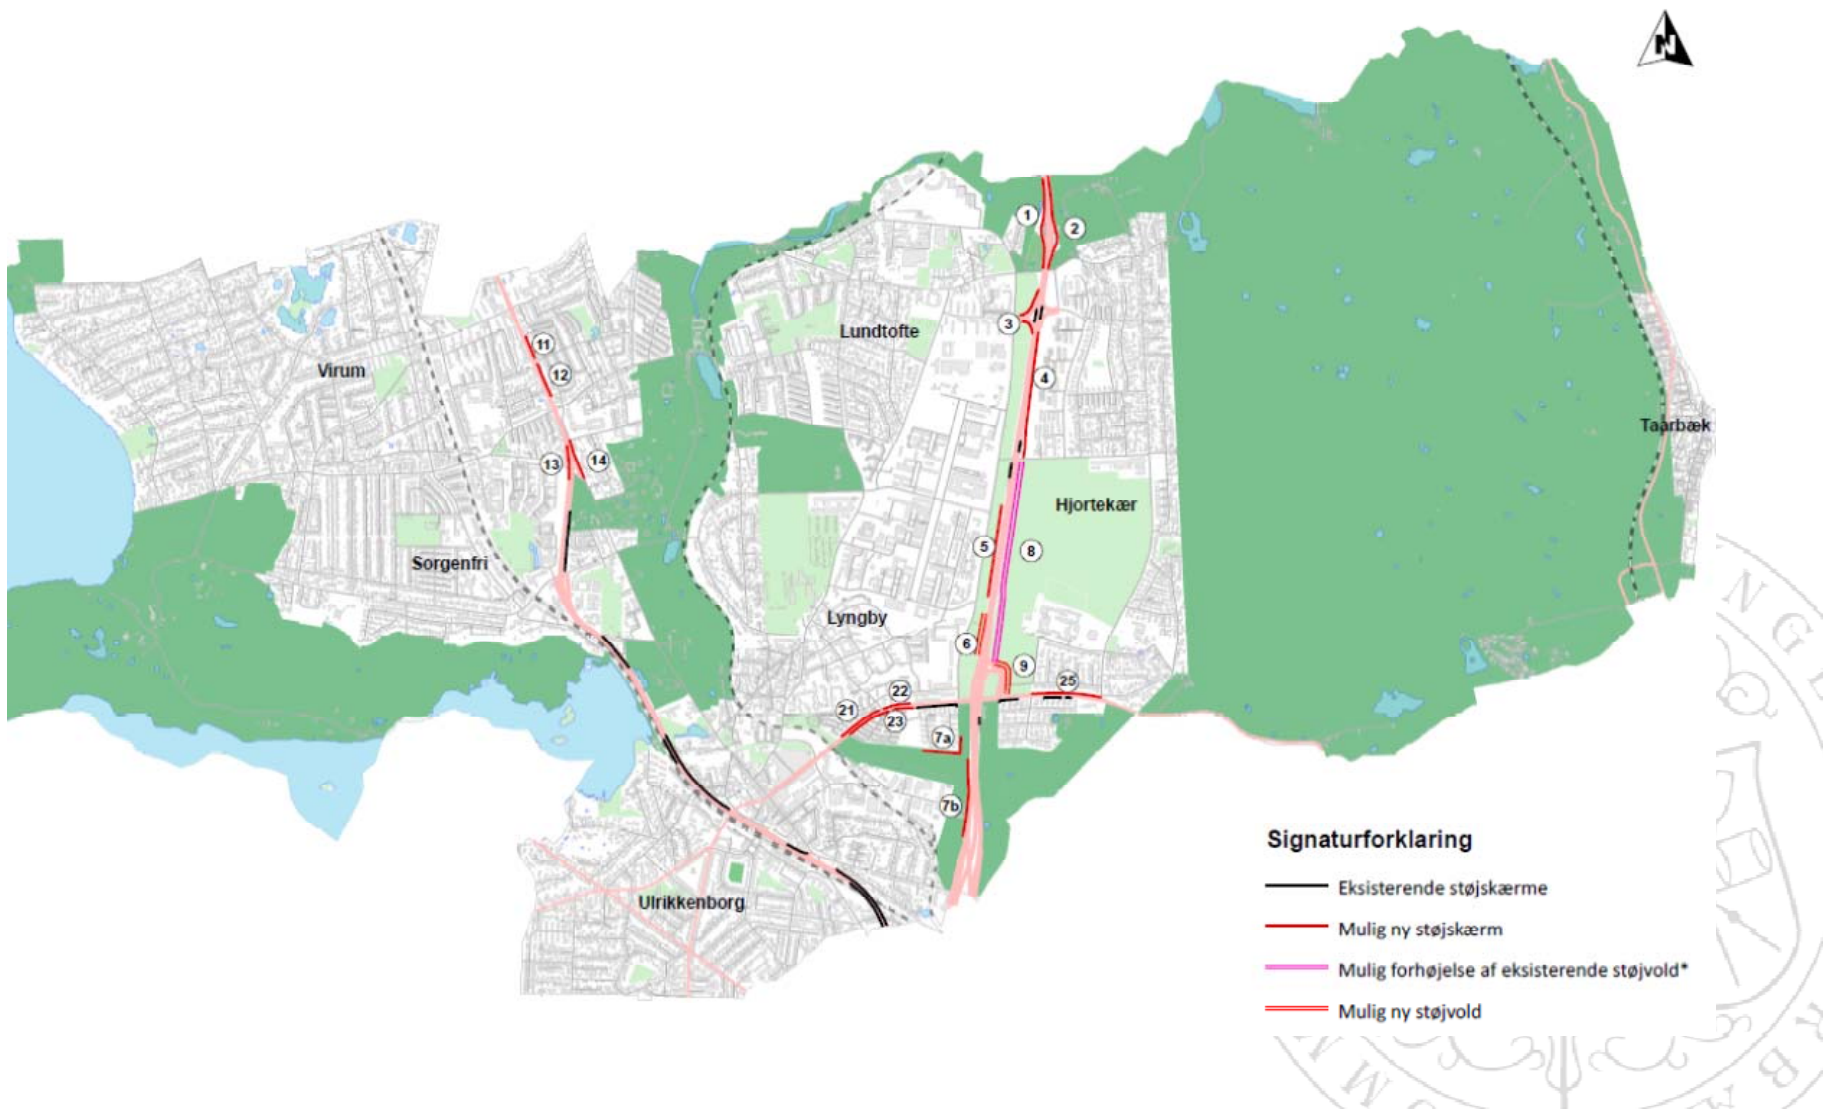 N
1
2
3
Lundtofte
11
Virum
12
4
Taarbæk
13
14
Hjortekær
5
8
Sorgenfri
Lyngby
6
9
22
25
21
23
7a
7b
Ulrikkenborg
Signaturforklaring
Eksisterende støjskærme
Mulig ny støjskærm
Mulig forhøjelse af eksisterende støjvold*
Mulig ny støjvold